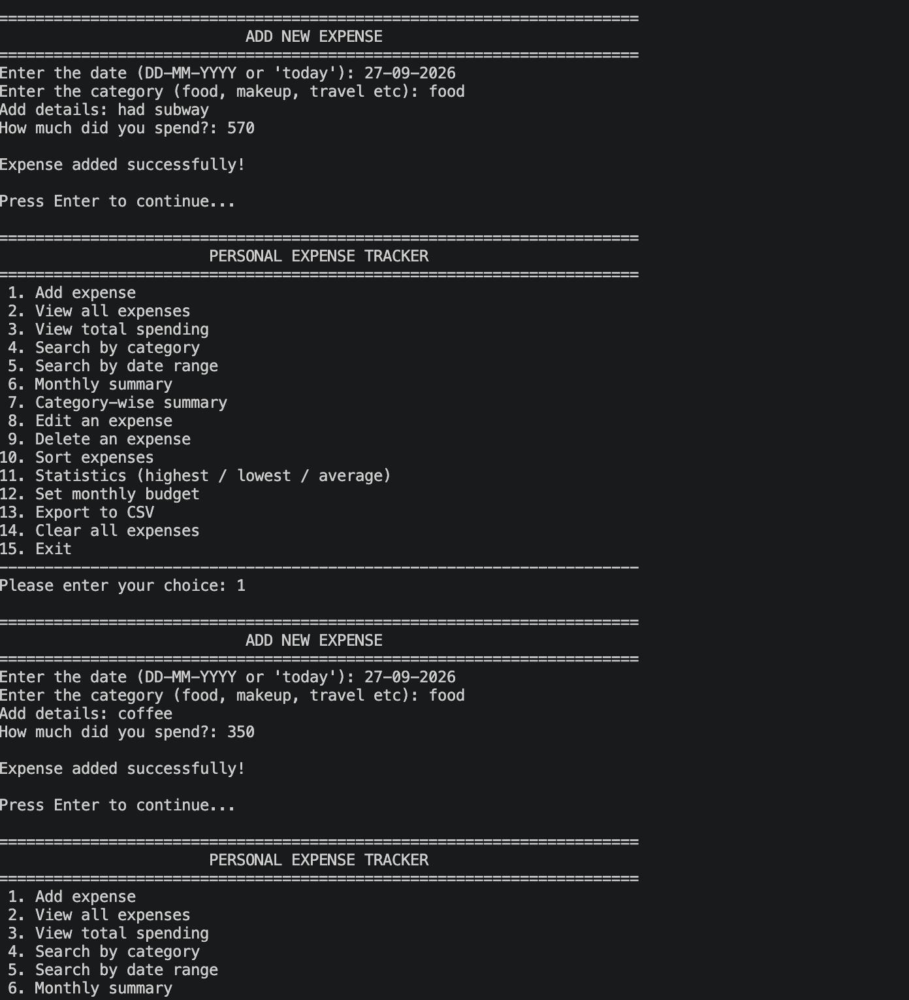 ======================================================================
ADD NEW EXPENSE
======================================================================
Enter the date (DD-MM-YYYY or 'today'): 27-09-2026
Enter the category (food, makeup, travel etc): food
Add details: had subway
How much did you spend?: 570
Expense added successfully!
Press Enter to continue...
======================================================================
PERSONAL EXPENSE TRACKER
======================================================================
1. Add expense
2. View all expenses
3. View total spending
4. Search by category
5. Search by date range
6. Monthly summary
7. Category-wise summary
8. Edit an expense
9. Delete an expense
10. Sort expenses
11. Statistics (highest / lowest / average)
12. Set monthly budget
13. Export to CSV
14. Clear all expenses
15. Exit
----------------------------------------------------------------------
Please enter your choice: 1
======================================================================
ADD NEW EXPENSE
======================================================================
Enter the date (DD-MM-YYYY or 'today'): 27-09-2026
Enter the category (food, makeup, travel etc): food
Add details: coffee
How much did you spend?: 350
Expense added successfully!
Press Enter to continue...
======================================================================
PERSONAL EXPENSE TRACKER
======================================================================
1. Add expense
2. View all expenses
3. View total spending
4. Search by category
5. Search by date range
6. Monthly summary